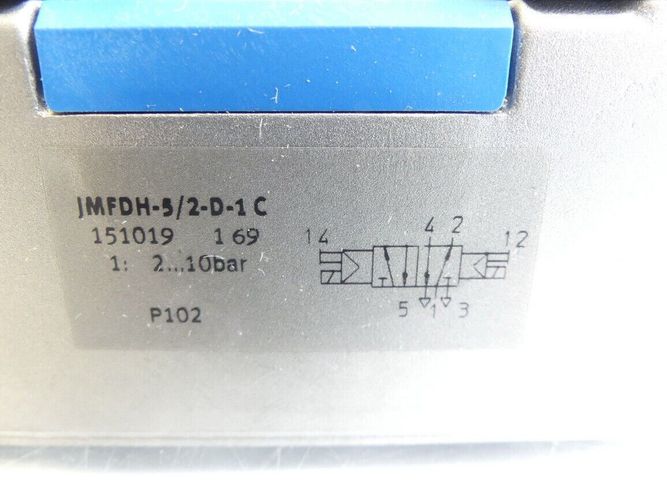 JMFDH-5/2-D-1 C
151019 1 69
1: 2...10bar
P102
4 2
14 12
5 1 3